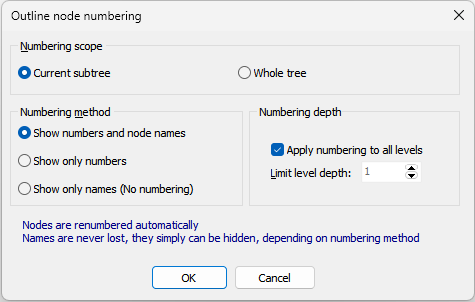 Outline node numbering
Numbering scope
Current subtree
Whole tree
Numbering method
Show numbers and node names
Show only numbers
Show only names (No numbering)
Numbering depth
Apply numbering to all levels
Limit level depth: 1
Nodes are renumbered automatically
Names are never lost, they simply can be hidden, depending on numbering method
OK
Cancel